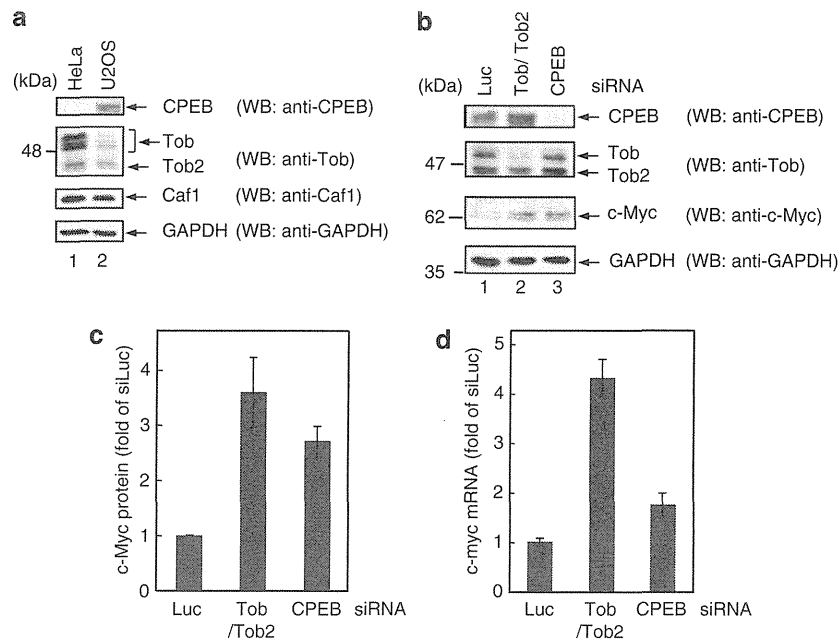 a
(kDa)
HeLa
U2OS
CPEB (WB: anti-CPEB)
Tob
48
Tob2 (WB: anti-Tob)
Caf1 (WB: anti-Caf1)
GAPDH (WB: anti-GAPDH)
1 2
b
(kDa)
Luc
Tob/ Tob2
CPEB
siRNA
CPEB (WB: anti-CPEB)
Tob
47 (WB: anti-Tob)
Tob2
62 c-Myc (WB: anti-c-Myc)
GAPDH (WB: anti-GAPDH)
35
1 2 3
c
c-Myc protein (fold of siLuc)
4
3
2
1
0
Luc Tob CPEB siRNA
/Tob2
d
c-myc mRNA (fold of siLuc)
5
4
3
2
1
0
Luc Tob CPEB siRNA
/Tob2